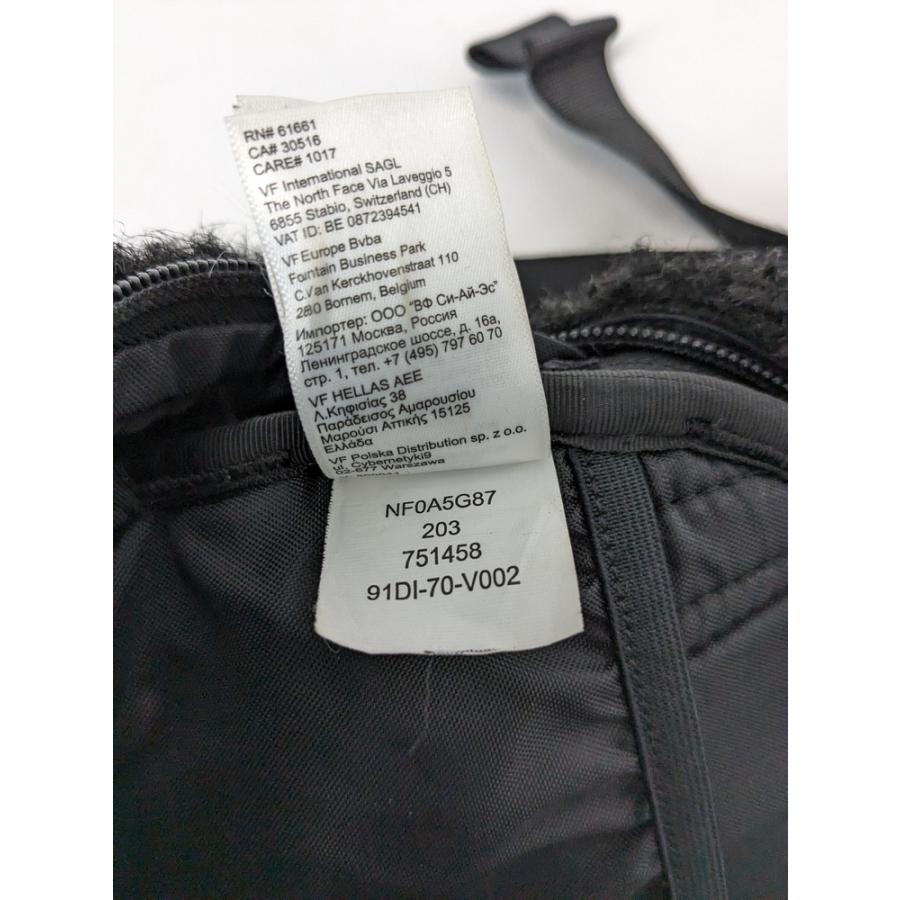 RN# 61661
CA# 30516
CARE# 1017
VF International SAGL
The North Face Via Laveggio 5
6855 Stabio, Switzerland (CH)
VAT ID: BE 0872394541
VF Europe Bvba
Fountain Business Park
C.Van Kerckhovenstraat 110
2880 Bornem, Belgium
Импортер: ООО "ВФ Си-Ай-Эс"
125171 Москва, Россия
Ленинградское шоссе, д. 16а,
стр. 1, тел. +7 (495) 797 60 70
VF HELLAS AEE
Λ.Κηφισίας 38
Παράδεισος Αμαρουσίου
Μαρούσι Αττικής 15125
Ελλάδα
VF Polska Distribution sp. z o.o.
ul. Cybernetyki9
02-677 Warszawa
NF0A5G87
203
751458
91DI-70-V002